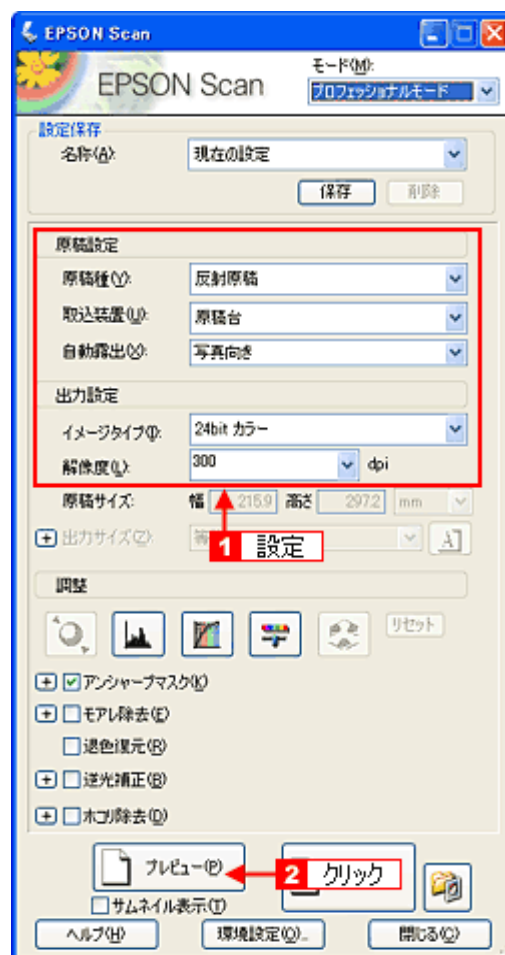 EPSON Scan
EPSON Scan
モード(M):
プロフェッショナルモード
設定保存
名称(A):
現在の設定
保存
削除
原稿設定
原稿種(Y):
反射原稿
取込装置(U):
原稿台
自動露出(X):
写真向き
出力設定
イメージタイプ(I):
24bit カラー
解像度(L):
300
dpi
原稿サイズ:
幅 215.9 高さ 297.2 mm
出力サイズ(Z):
1 設定
調整
リセット
アンシャープマスク(K)
モアレ除去(E)
退色復元(R)
逆光補正(B)
ホコリ除去(D)
プレビュー(P)
2 クリック
サムネイル表示(T)
ヘルプ(H)
環境設定(O)...
閉じる(C)